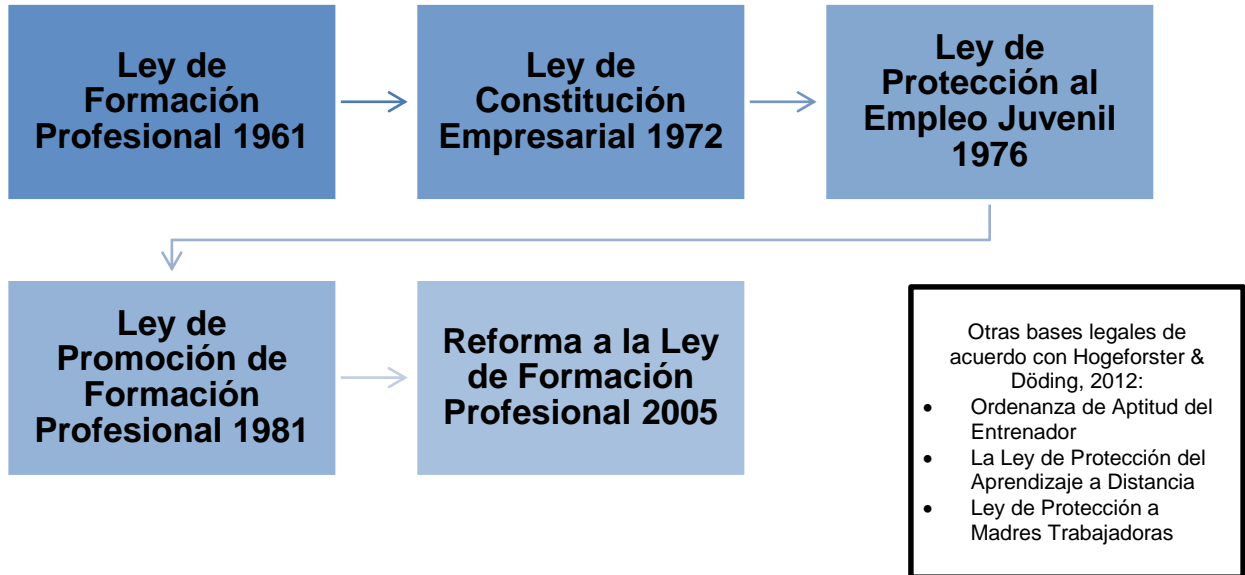 Ley de
Formación
Profesional 1961
Ley de
Constitución
Empresarial 1972
Ley de
Protección al
Empleo Juvenil
1976
Ley de
Promoción de
Formación
Profesional 1981
Reforma a la Ley
de Formación
Profesional 2005
Otras bases legales de
acuerdo con Hogeforster &
Döding, 2012:
• Ordenanza de Aptitud del
Entrenador
• La Ley de Protección del
Aprendizaje a Distancia
• Ley de Protección a
Madres Trabajadoras